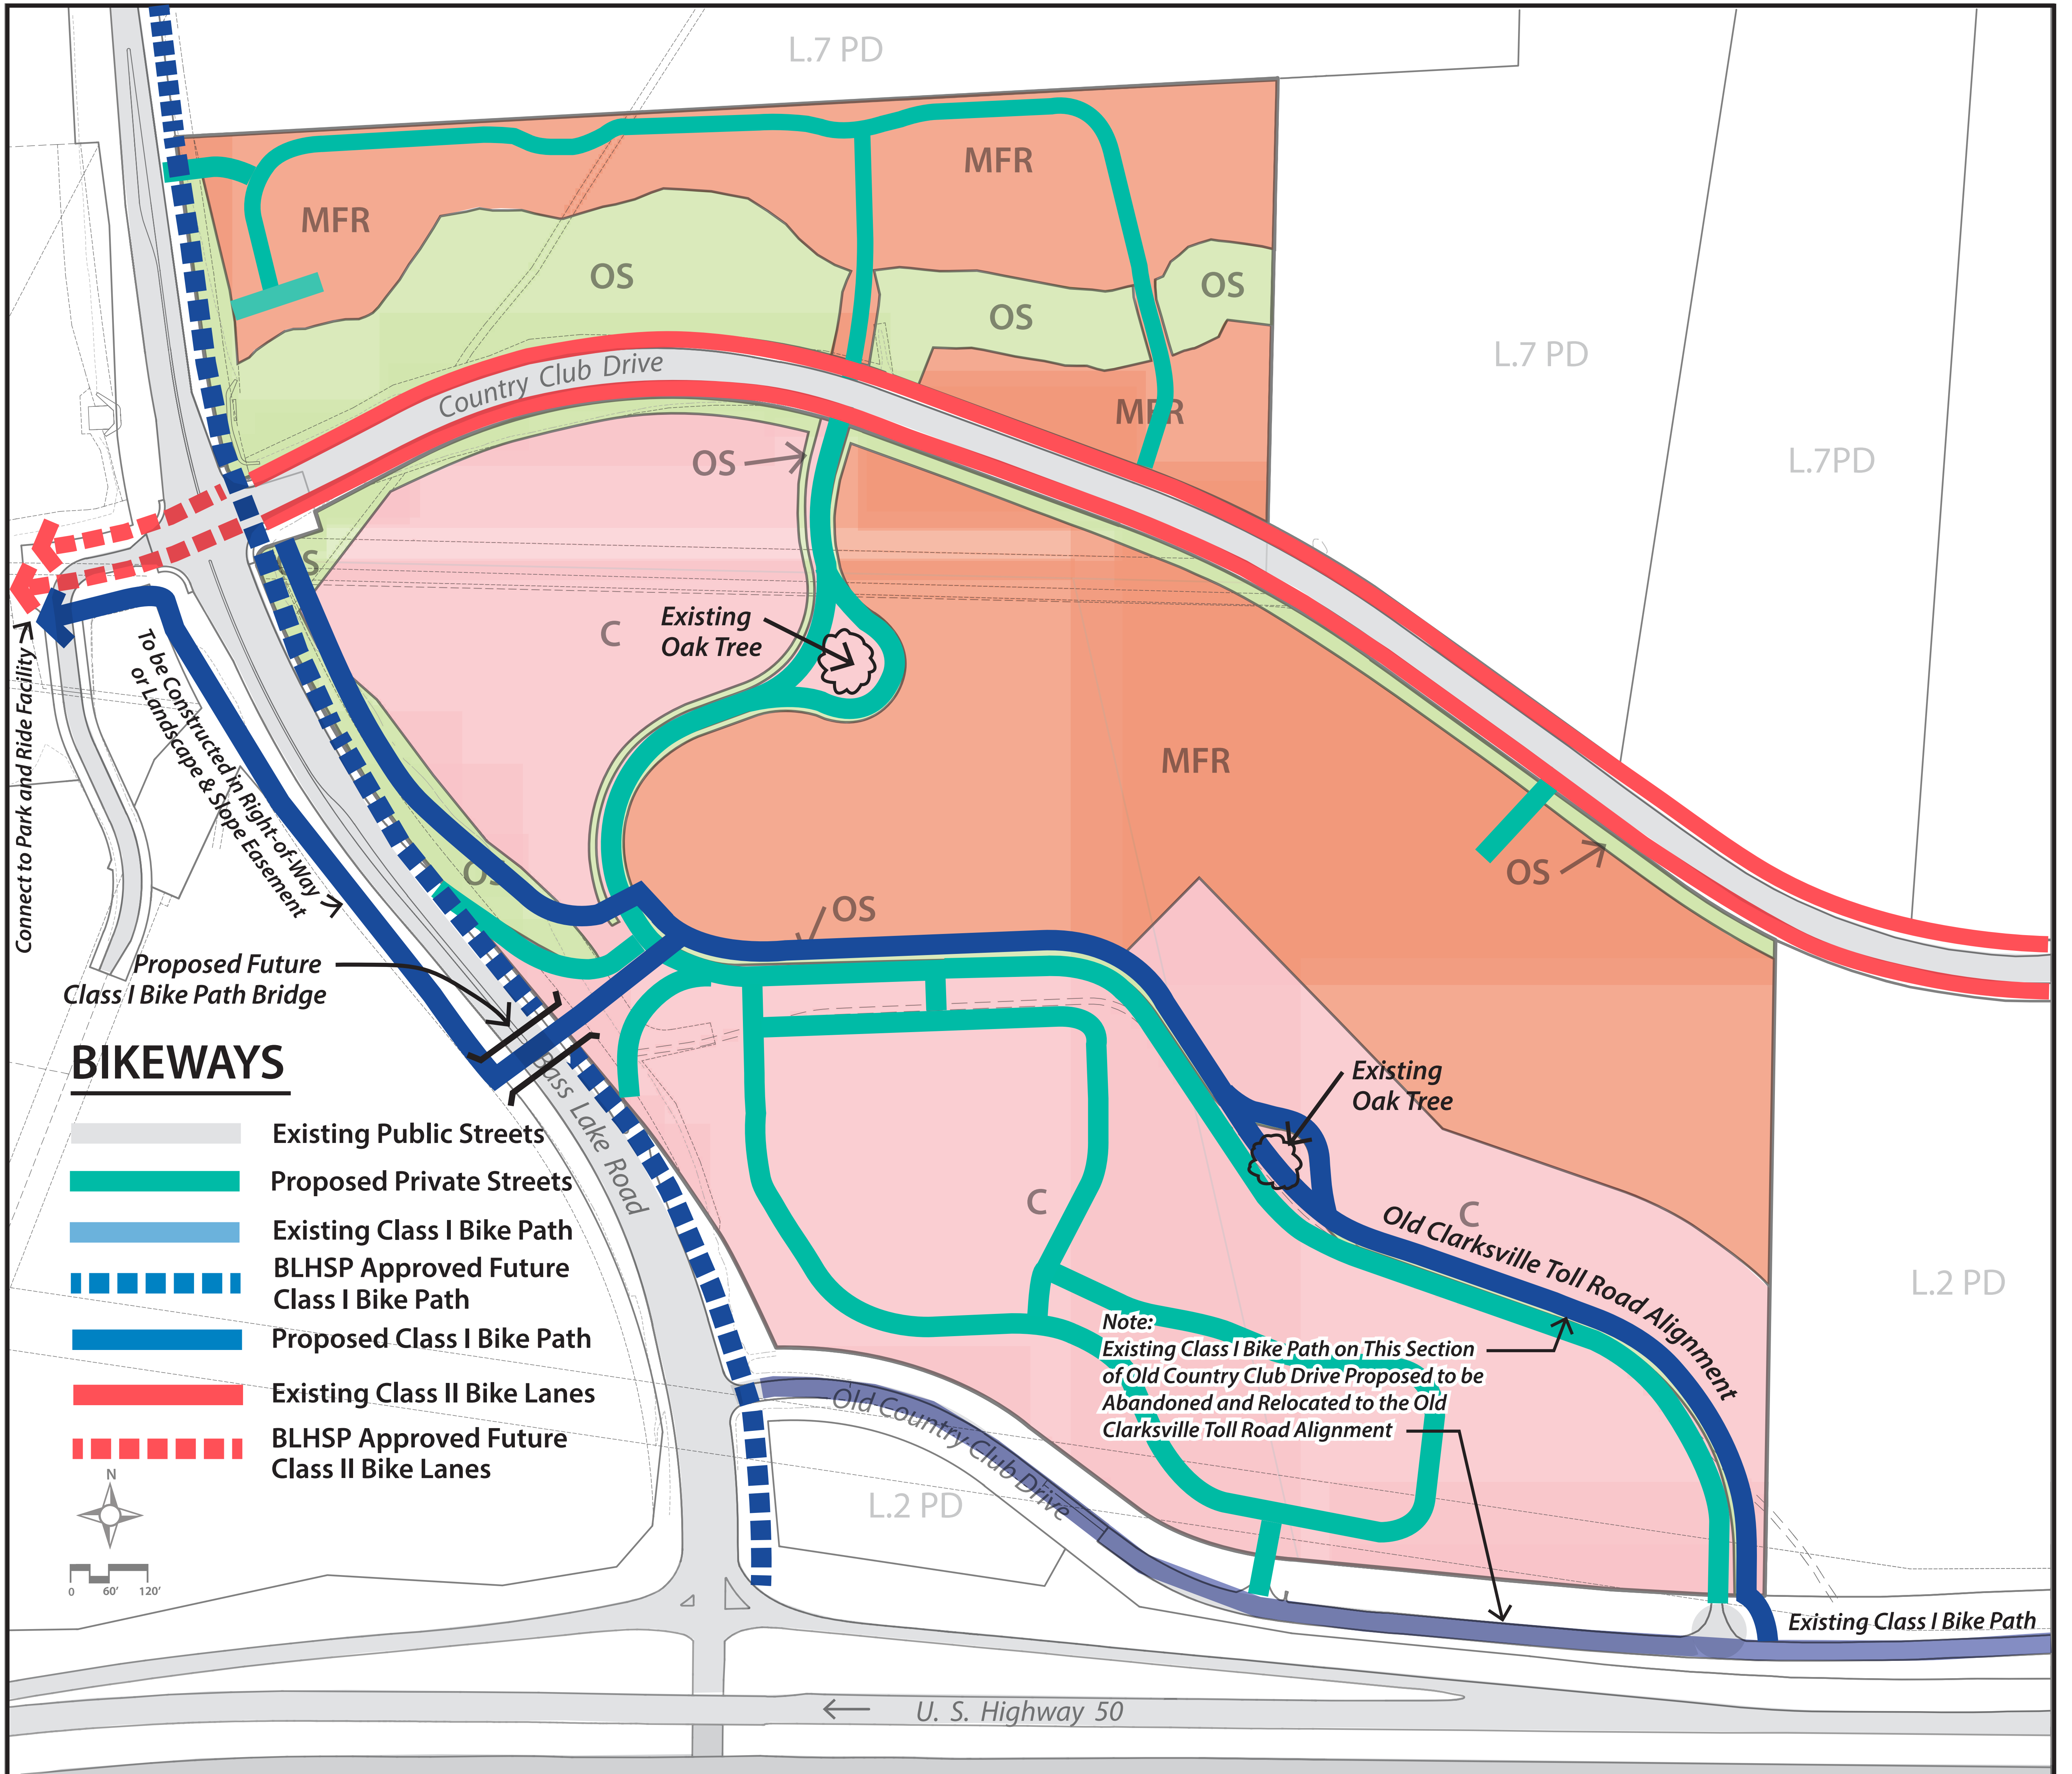 L.7 PD
MFR
MFR
OS
OS
OS
Country Club Drive
L.7 PD
MFR
L.7PD
OS
OS
C
Existing
Oak Tree
To be Constructed in Right-of-Way
or Landscape & Slope Easement
Connect to Park and Ride Facility
MFR
OS
OS
OS
Proposed Future
Class I Bike Path Bridge
Bass Lake Road
Existing
Oak Tree
C
C
Old Clarksville Toll Road Alignment
L.2 PD
BIKEWAYS
Existing Public Streets
Proposed Private Streets
Existing Class I Bike Path
BLHSP Approved Future
Class I Bike Path
Proposed Class I Bike Path
Existing Class II Bike Lanes
BLHSP Approved Future
Class II Bike Lanes
N
0 60' 120'
Note:
Existing Class I Bike Path on This Section
of Old Country Club Drive Proposed to be
Abandoned and Relocated to the Old
Clarksville Toll Road Alignment
Old Country Club Drive
L.2 PD
Existing Class I Bike Path
U. S. Highway 50